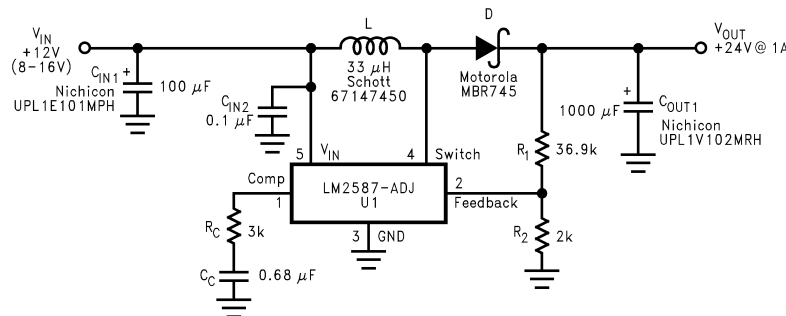 V_IN
+12V
(8-16V)
C_IN1 +
Nichicon
UPL1E101MPH
100 μF
C_IN2
0.1 μF
L
33 μH
Schott
67147450
D
Motorola
MBR745
V_OUT
+24V@ 1A
+
1000 μF
C_OUT1
Nichicon
UPL1V102MRH
R_1
36.9k
R_2
2k
5
V_IN
4
Switch
Comp
1
LM2587-ADJ
U1
2
Feedback
3
GND
R_C
3k
C_C
0.68 μF